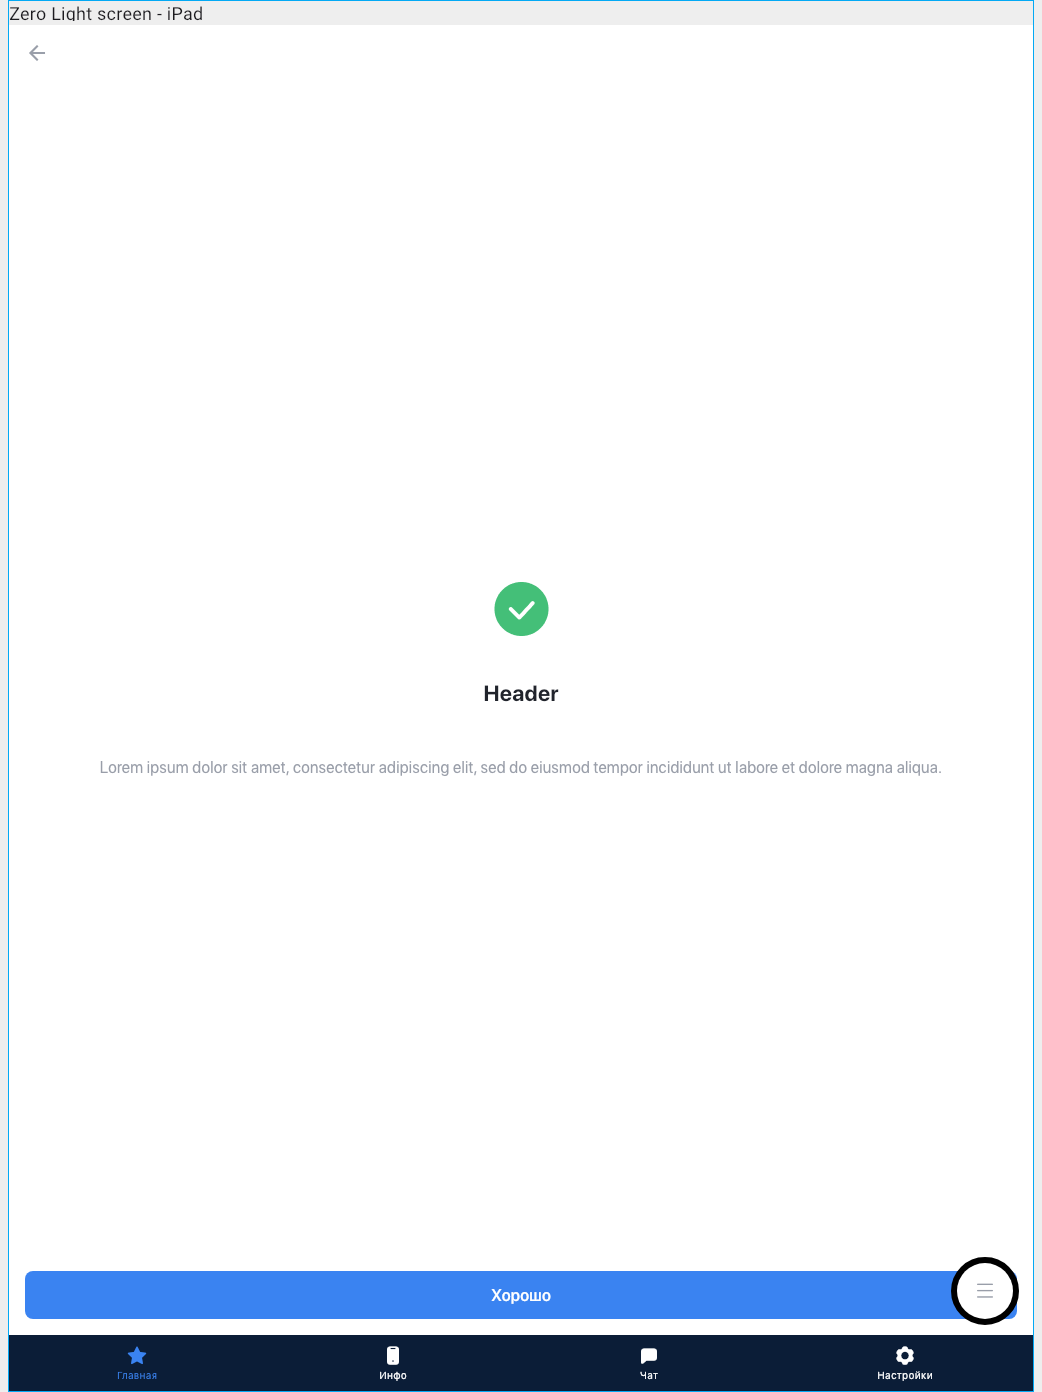 Zero Light screen - iPad
Header
Lorem ipsum dolor sit amet, consectetur adipiscing elit, sed do eiusmod tempor incididunt ut labore et dolore magna aliqua.
Хорошо
Главная
Инфо
Чат
Настройки